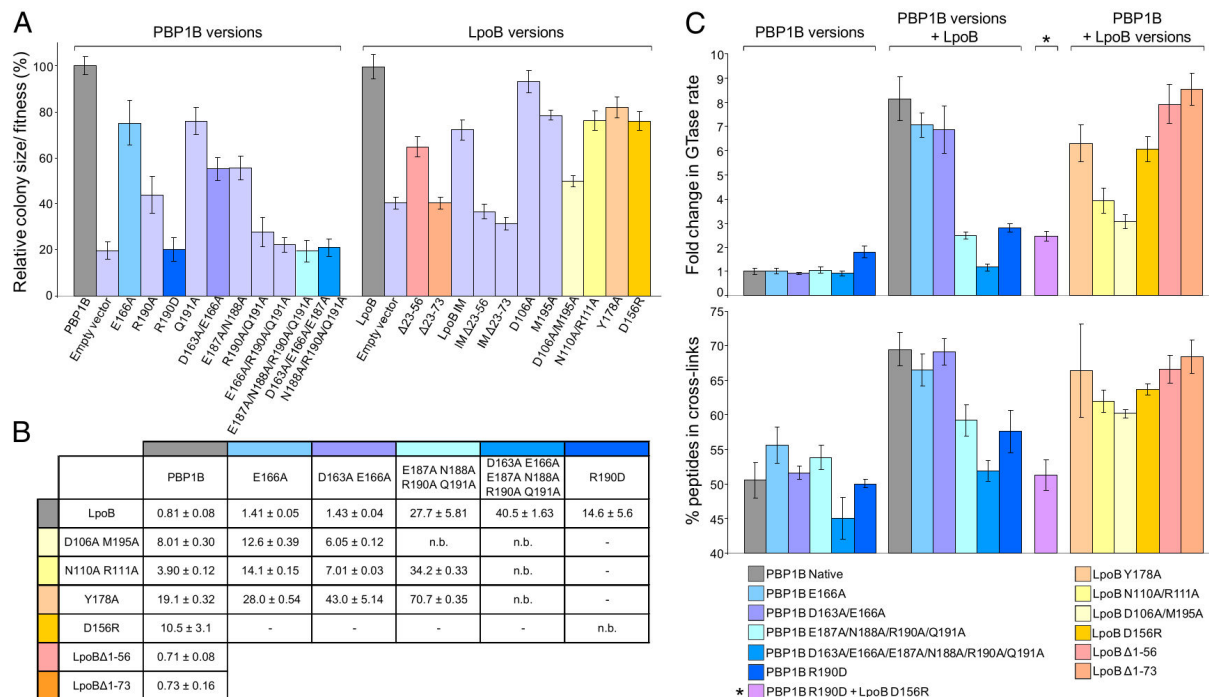 A
PBP1B versions
LpoB versions
Relative colony size/ fitness (%)
100
80
60
40
20
0
PBP1B
Empty vector
E166A
R190A
R190D
Q191A
D163A/E166A
E187A/N188A
R190A/Q191A
E166A/R190A/Q191A
E187A/N188A/R190A/Q191A
D163A/E166A/E187A/
N188A/R190A/Q191A
LpoB
Empty vector
Δ23-56
Δ23-73
LpoB IM
IM Δ23-56
IM Δ23-73
D106A
M195A
D106A/M195A
N110A/R111A
Y178A
D156R
B
PBP1B
E166A
D163A E166A
E187A N188A
R190A Q191A
D163A E166A
E187A N188A
R190A Q191A
R190D
LpoB 0.81 ± 0.08 1.41 ± 0.05 1.43 ± 0.04 27.7 ± 5.81 40.5 ± 1.63 14.6 ± 5.6
D106A M195A 8.01 ± 0.30 12.6 ± 0.39 6.05 ± 0.12 n.b. n.b. -
N110A R111A 3.90 ± 0.12 14.1 ± 0.15 7.01 ± 0.03 34.2 ± 0.33 n.b. -
Y178A 19.1 ± 0.32 28.0 ± 0.54 43.0 ± 5.14 70.7 ± 0.35 n.b. -
D156R 10.5 ± 3.1 - - - - n.b.
LpoBΔ1-56 0.71 ± 0.08
LpoBΔ1-73 0.73 ± 0.16
C
PBP1B versions
PBP1B versions
+ LpoB
*
PBP1B
+ LpoB versions
Fold change in GTase rate
10
9
8
7
6
5
4
3
2
1
0
% peptides in cross-links
75
70
65
60
55
50
45
40
PBP1B Native
PBP1B E166A
PBP1B D163A/E166A
PBP1B E187A/N188A/R190A/Q191A
PBP1B D163A/E166A/E187A/N188A/R190A/Q191A
PBP1B R190D
* PBP1B R190D + LpoB D156R
LpoB Y178A
LpoB N110A/R111A
LpoB D106A/M195A
LpoB D156R
LpoB Δ1-56
LpoB Δ1-73